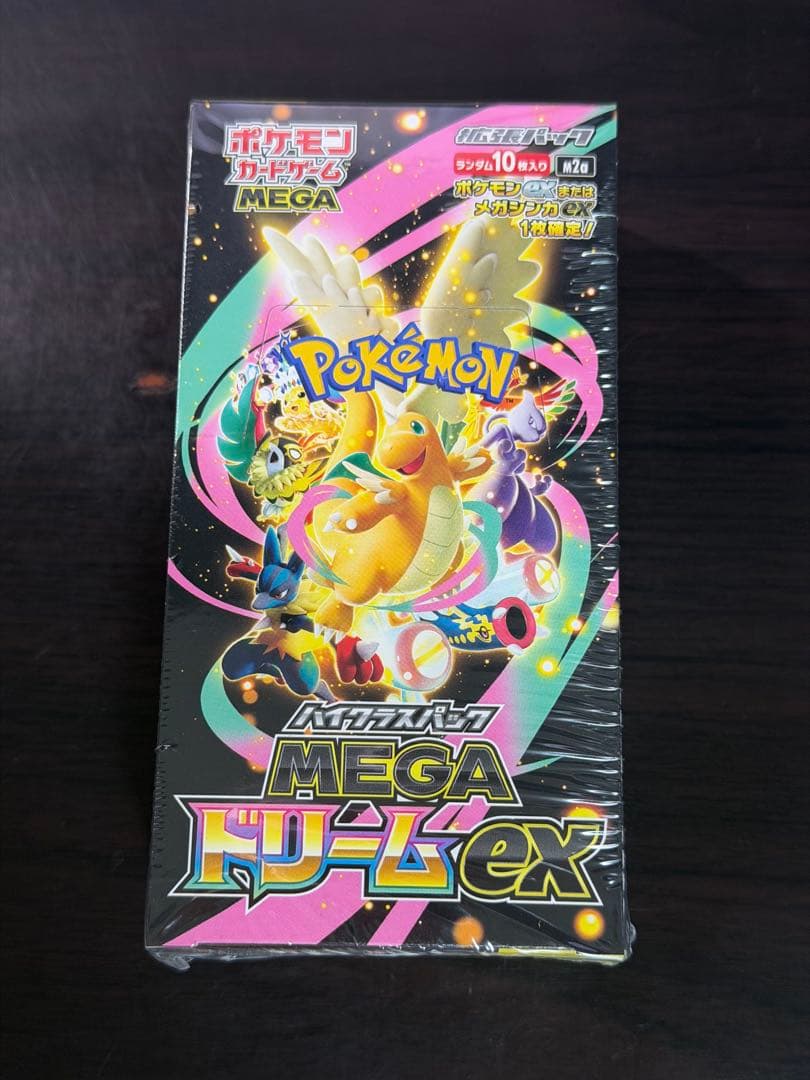 ポケモン
カードゲーム
MEGA
拡張パック
ランダム10枚入り M2a
ポケモンexまたは
メガシンカex
1枚確定!
POKéMON
TM
ハイクラスパック
MEGA
ドリームex